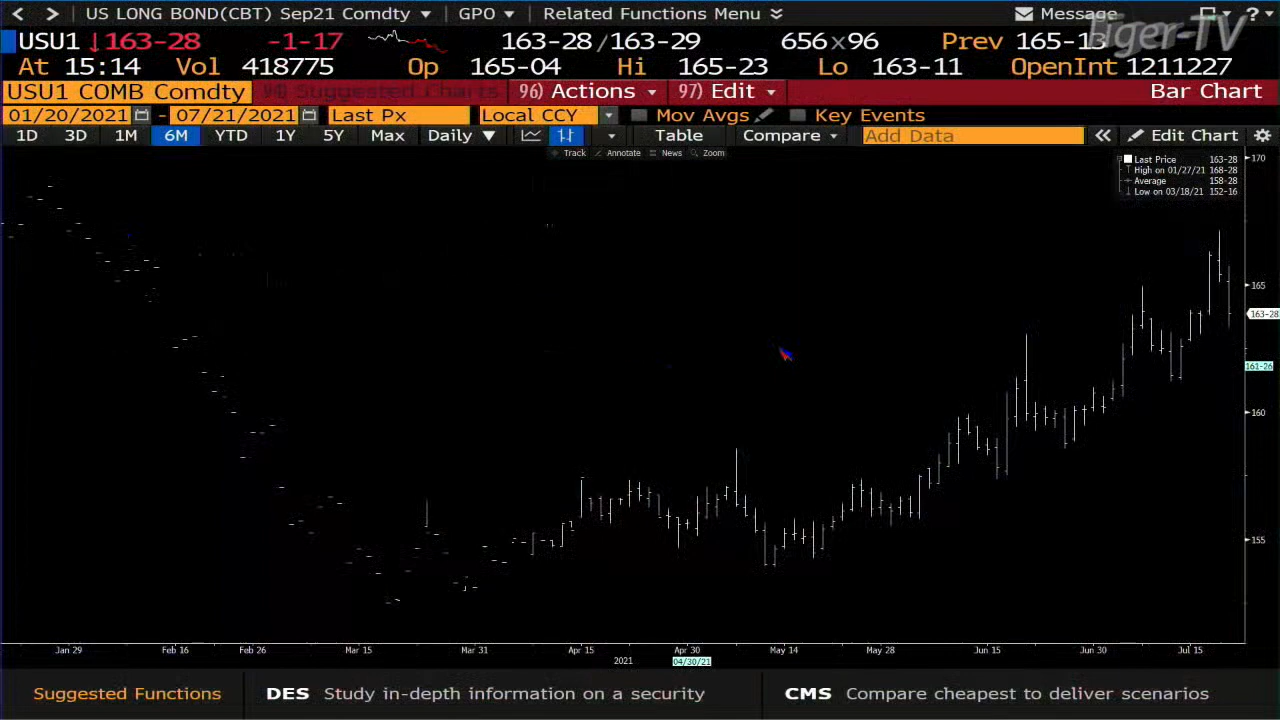 US LONG BOND(CBT) Sep21 Comdty GPO Related Functions Menu Message ?
USU1 ↓163-28 -1-17 163-28/163-29 656x96 Prev 165-13
At 15:14 Vol 418775 Op 165-04 Hi 165-23 Lo 163-11 OpenInt 1211227
Tiger-TV
USU1 COMB Comdty 96) Actions 97) Edit Bar Chart
01/20/2021 - 07/21/2021 Last Px Local CCY Mov Avgs Key Events
1D 3D 1M 6M YTD 1Y 5Y Max Daily ▼ Table Compare Add Data « Edit Chart
Track Annotate News Zoom
Last Price 163-28
High on 01/27/21 168-28
Average 158-28
Low on 03/18/21 152-16
170
165
163-28
161-26
160
155
Jan 29 Feb 16 Feb 26 Mar 15 Mar 31 Apr 15 Apr 30 May 14 May 28 Jun 15 Jun 30 Jul 15
2021 04/30/21
Suggested Functions DES Study in-depth information on a security CMS Compare cheapest to deliver scenarios